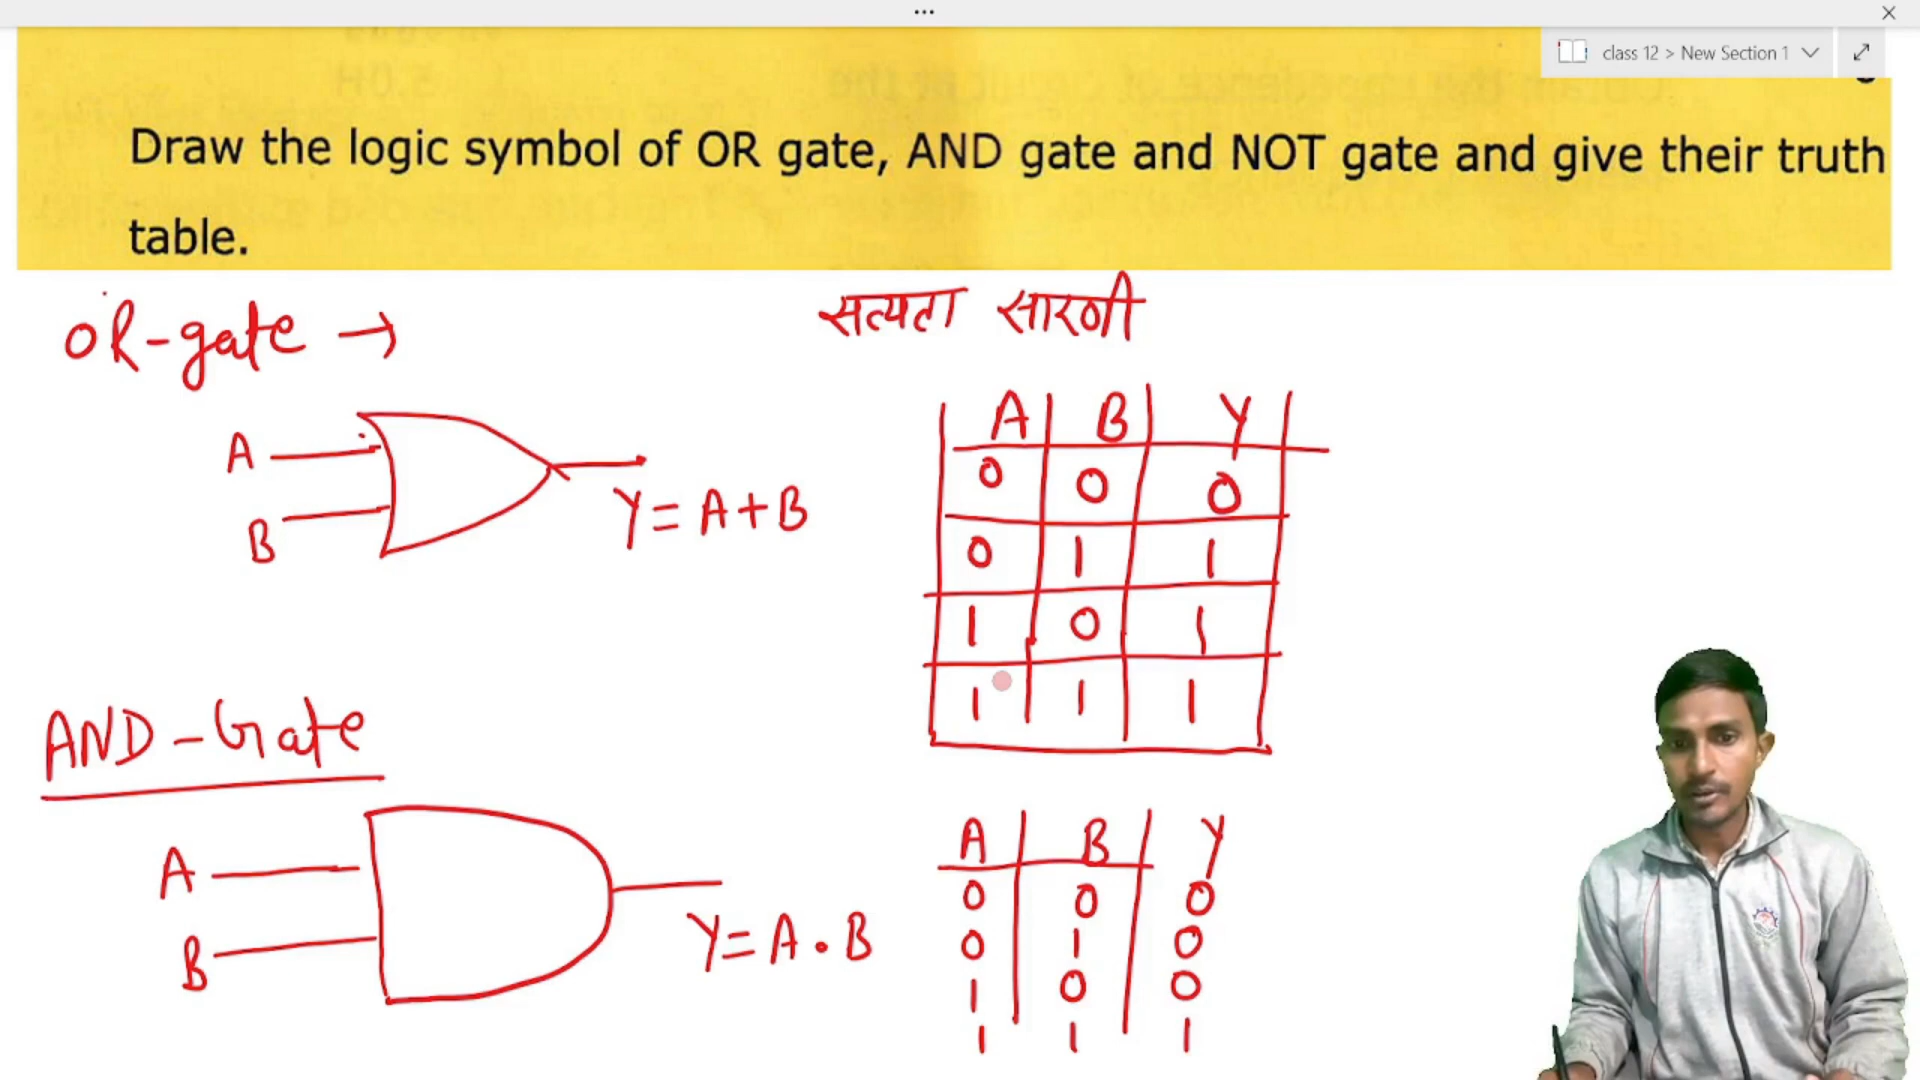 ...
class 12 > New Section 1
Draw the logic symbol of OR gate, AND gate and NOT gate and give their truth
table.
OR-gate →
सत्यता सारणी
A
B
Y = A + B
A B Y
0 0 0
0 1 1
1 0 1
1 1 1
AND - Gate
A
B
Y = A . B
A B Y
0 0 0
0 1 0
1 0 0
1 1 1